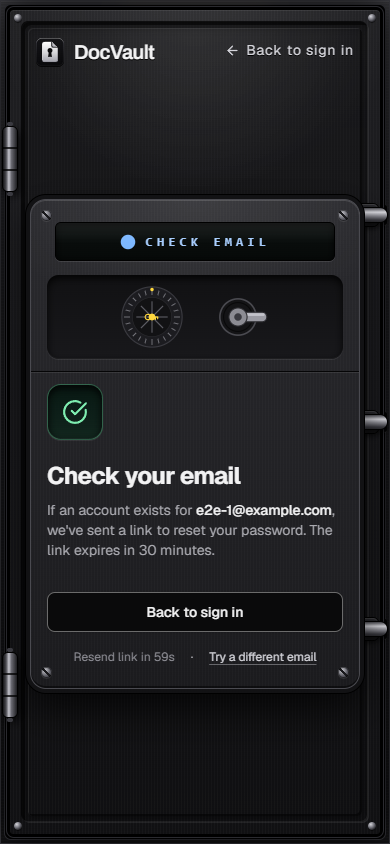 DocVault
← Back to sign in
CHECK EMAIL
Check your email
If an account exists for e2e-1@example.com,
we've sent a link to reset your password. The
link expires in 30 minutes.
Back to sign in
Resend link in 59s · Try a different email